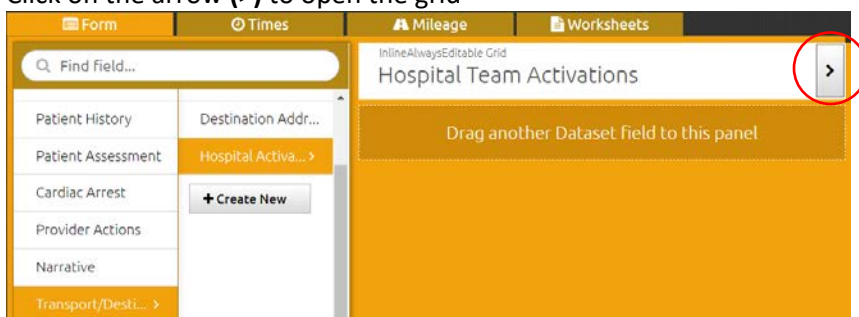 Click on the arrow (>) to open the grid
Form
Times
Mileage
Worksheets
Find field...
Patient History
Patient Assessment
Cardiac Arrest
Provider Actions
Narrative
Transport/Desti... >
Destination Addr...
Hospital Activa... >
+ Create New
InlineAlwaysEditable Grid
Hospital Team Activations
>
Drag another Dataset field to this panel